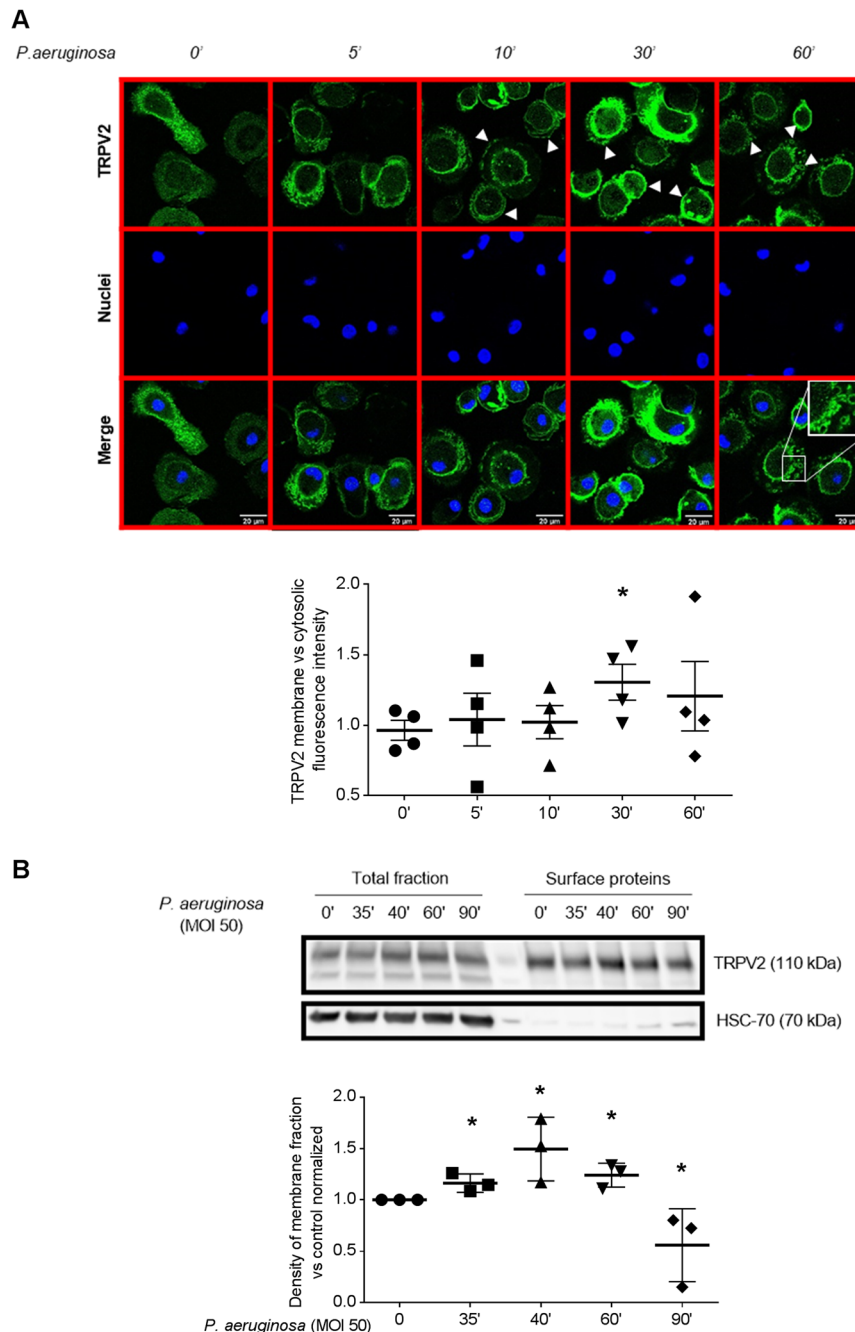 A
P.aeruginosa 0' 5' 10' 30' 60'
TRPV2
Nuclei
Merge
20 µm 20 µm 20 µm 20 µm 20 µm
TRPV2 membrane vs cytosolic
fluorescence intensity
2.0
*
1.5
1.0
0.5
0' 5' 10' 30' 60'
B
Total fraction Surface proteins
P. aeruginosa
(MOI 50)
0' 35' 40' 60' 90' 0' 35' 40' 60' 90'
TRPV2 (110 kDa)
HSC-70 (70 kDa)
Density of membrane fraction
vs control normalized
2.0
* * * *
1.5
1.0
0.5
0.0
P. aeruginosa (MOI 50) 0 35' 40' 60' 90'